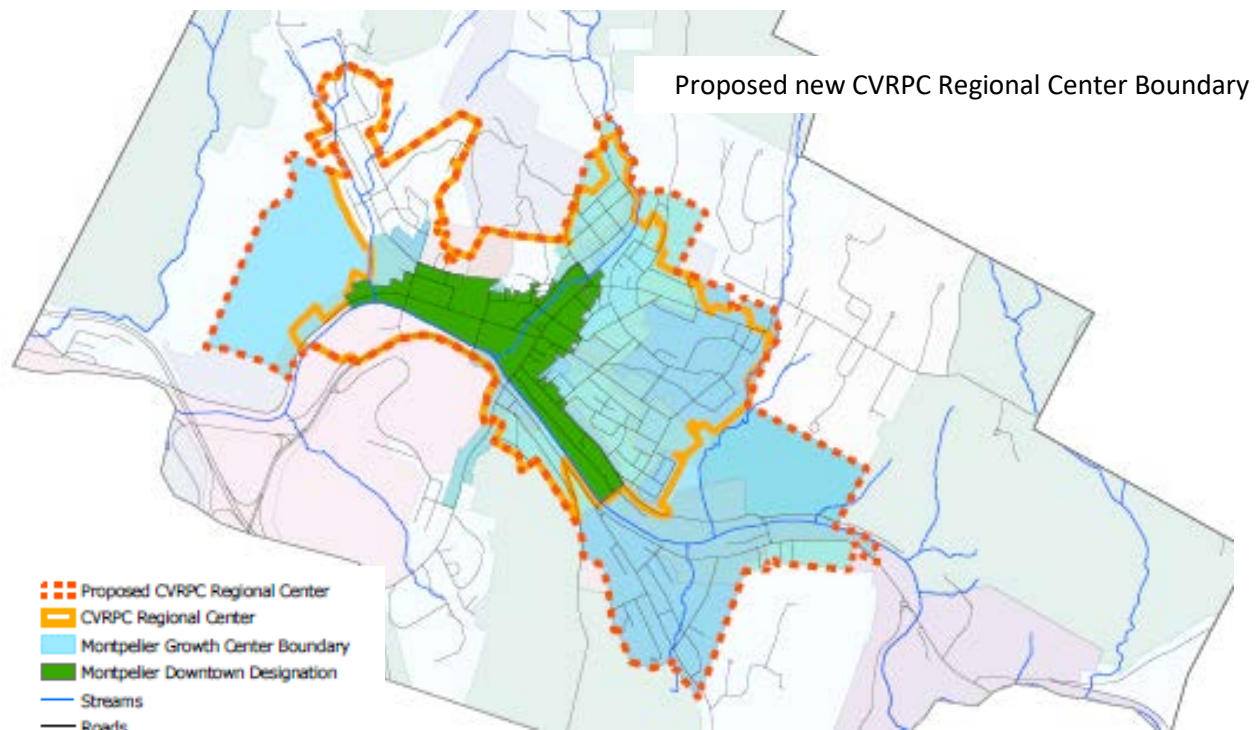 Proposed new CVRPC Regional Center Boundary
Proposed CVRPC Regional Center
CVRPC Regional Center
Montpelier Growth Center Boundary
Montpelier Downtown Designation
Streams
Roads